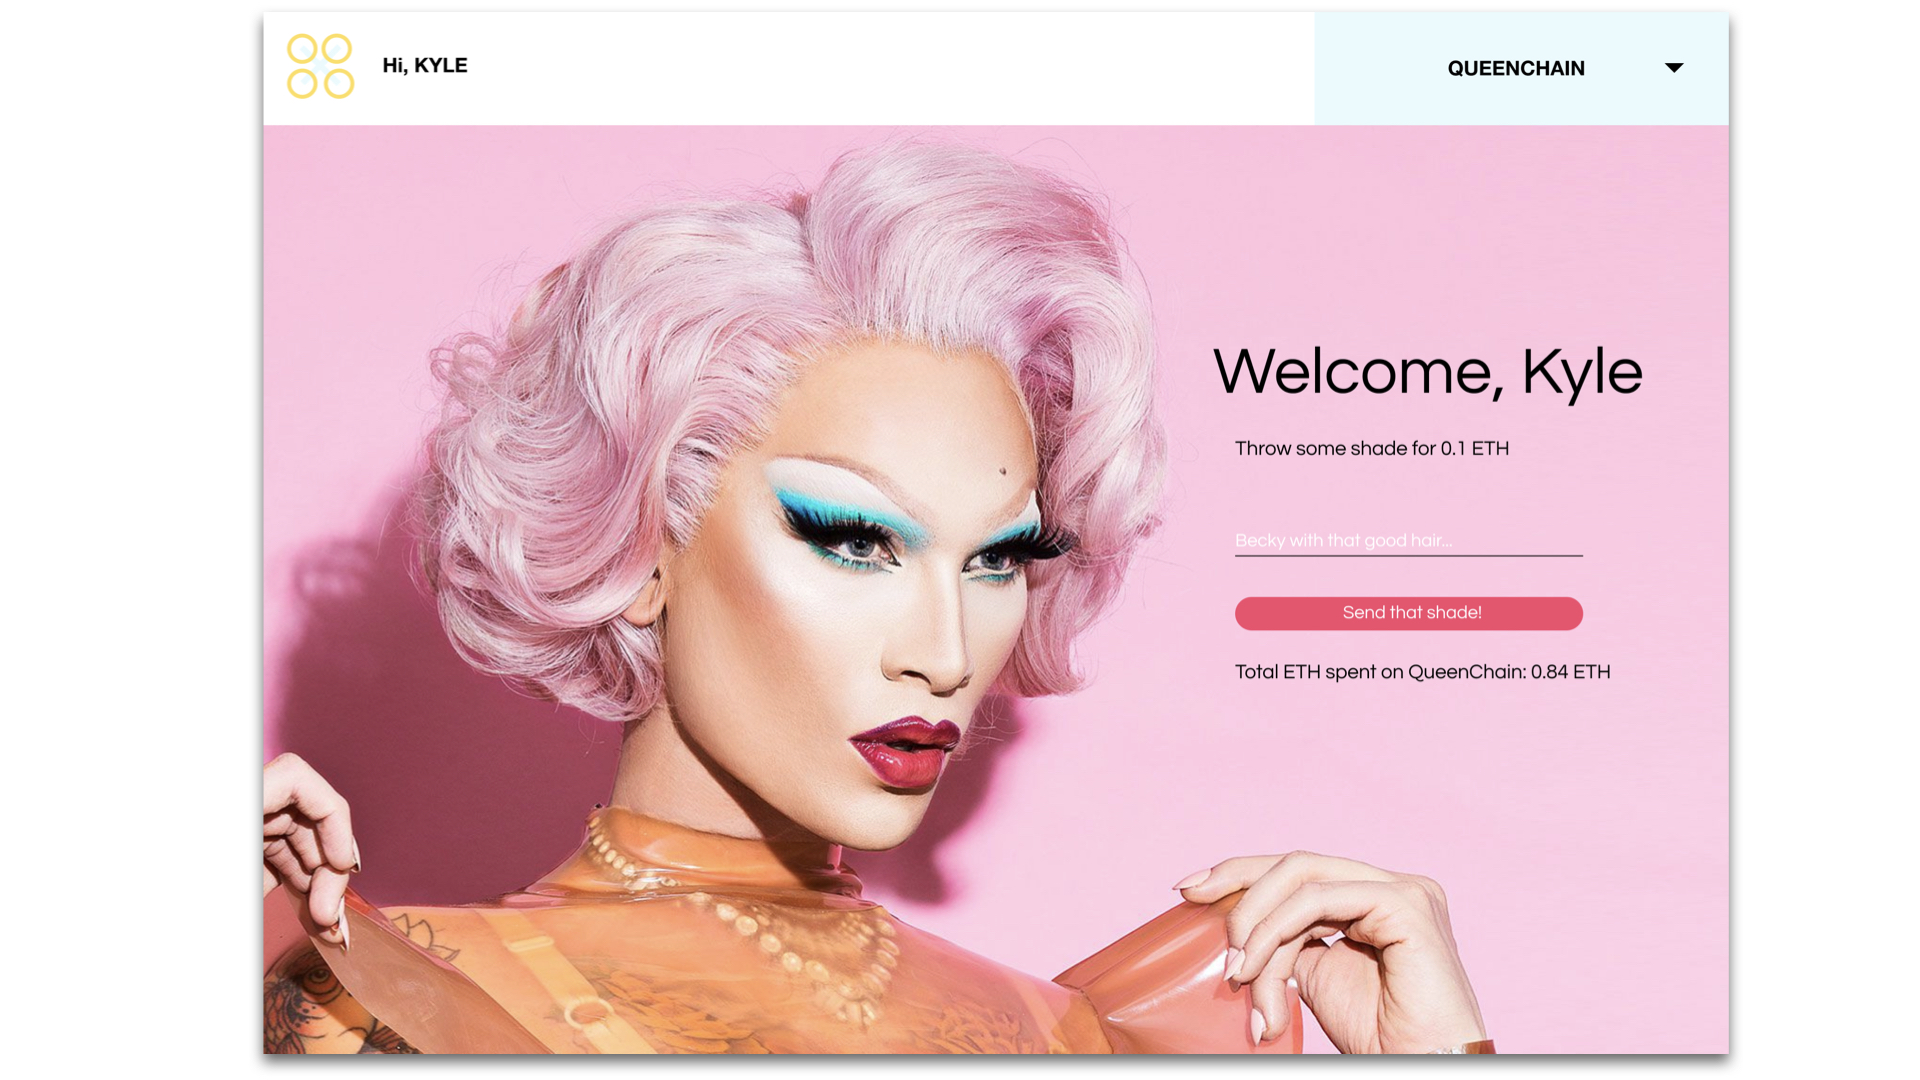 Hi, KYLE
QUEENCHAIN
Welcome, Kyle
Throw some shade for 0.1 ETH
Becky with that good hair...
Send that shade!
Total ETH spent on QueenChain: 0.84 ETH